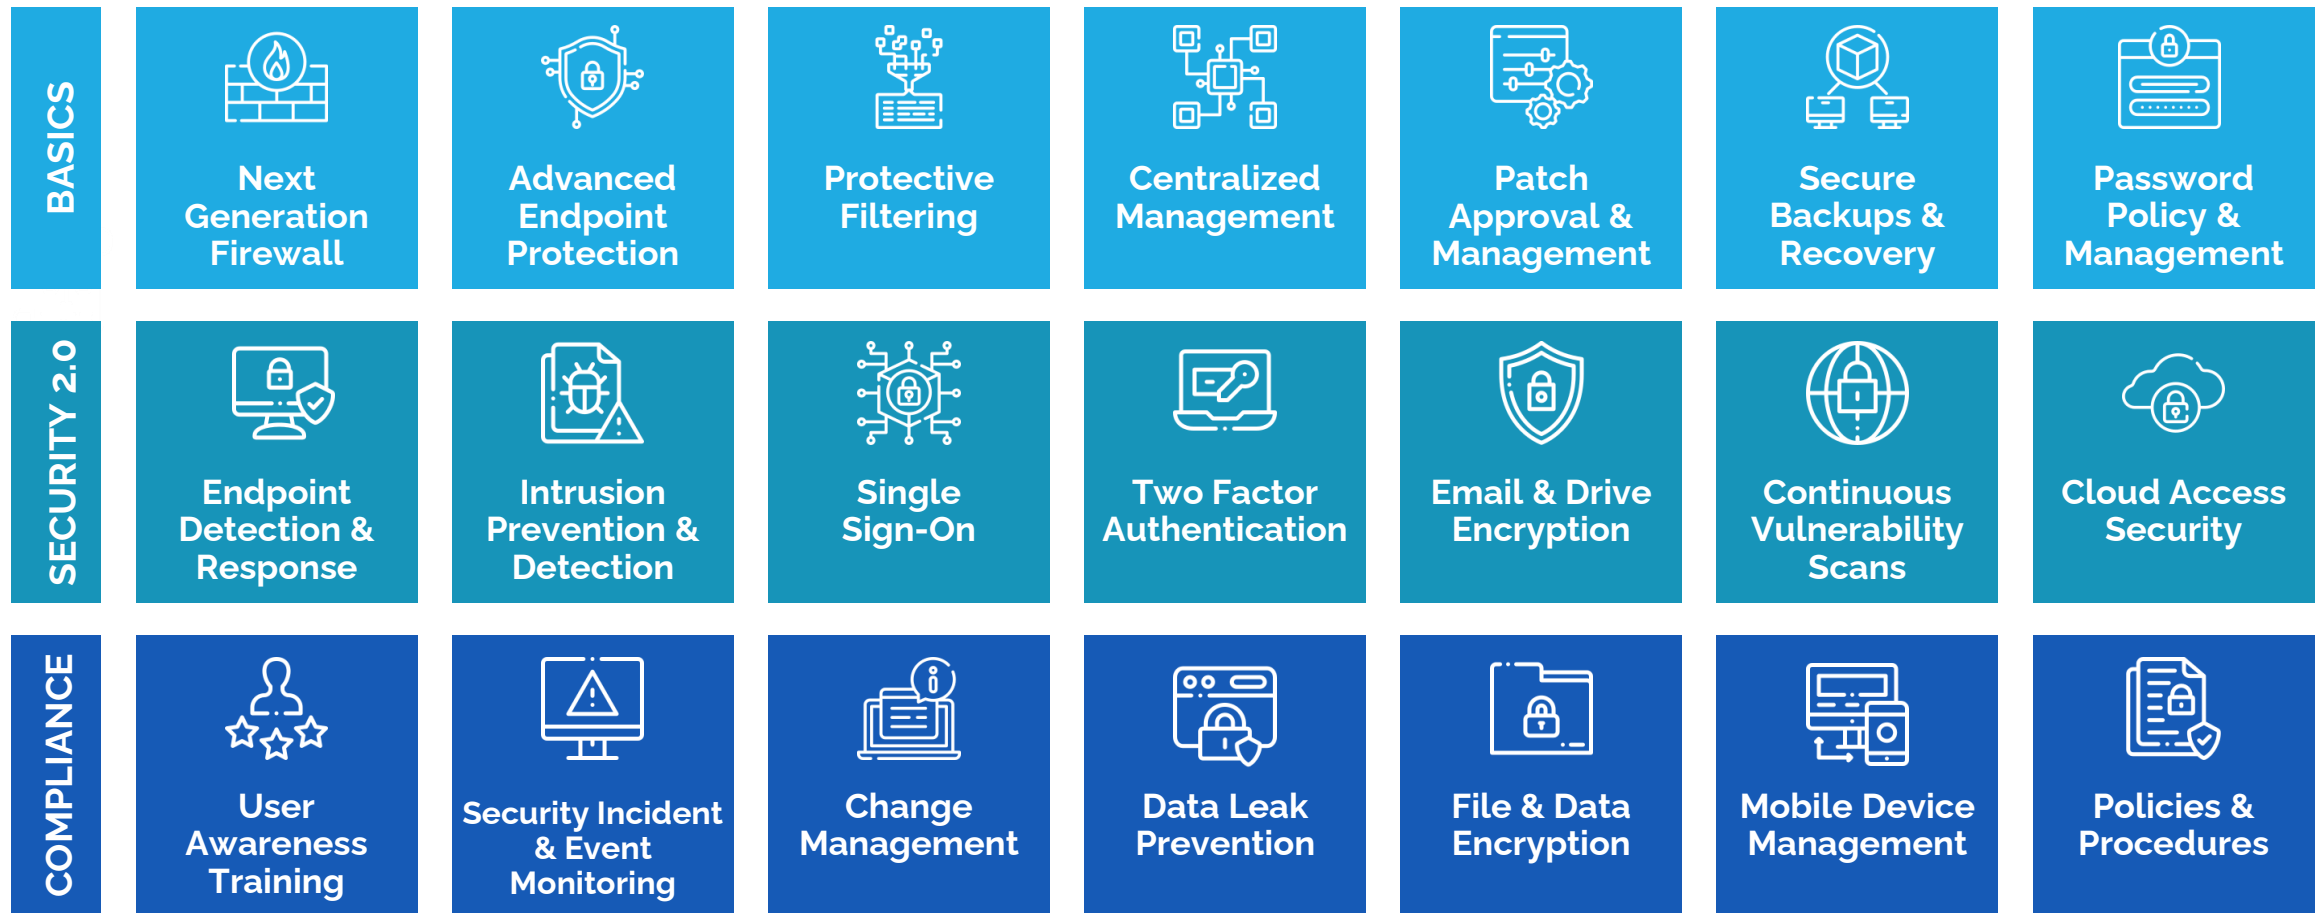 BASICS
Next
Generation
Firewall
Advanced
Endpoint
Protection
Protective
Filtering
Centralized
Management
Patch
Approval &
Management
Secure
Backups &
Recovery
Password
Policy &
Management
SECURITY 2.0
Endpoint
Detection &
Response
Intrusion
Prevention &
Detection
Single
Sign-On
Two Factor
Authentication
Email & Drive
Encryption
Continuous
Vulnerability
Scans
Cloud Access
Security
COMPLIANCE
User
Awareness
Training
Security Incident
& Event
Monitoring
Change
Management
Data Leak
Prevention
File & Data
Encryption
Mobile Device
Management
Policies &
Procedures